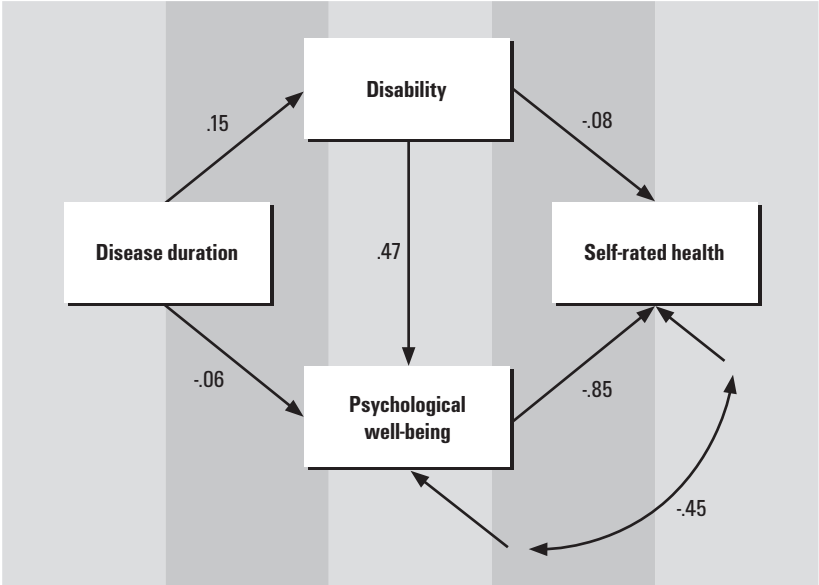 Disability
.15
-.08
Disease duration
.47
Self-rated health
-.06
-.85
Psychological
well-being
-.45